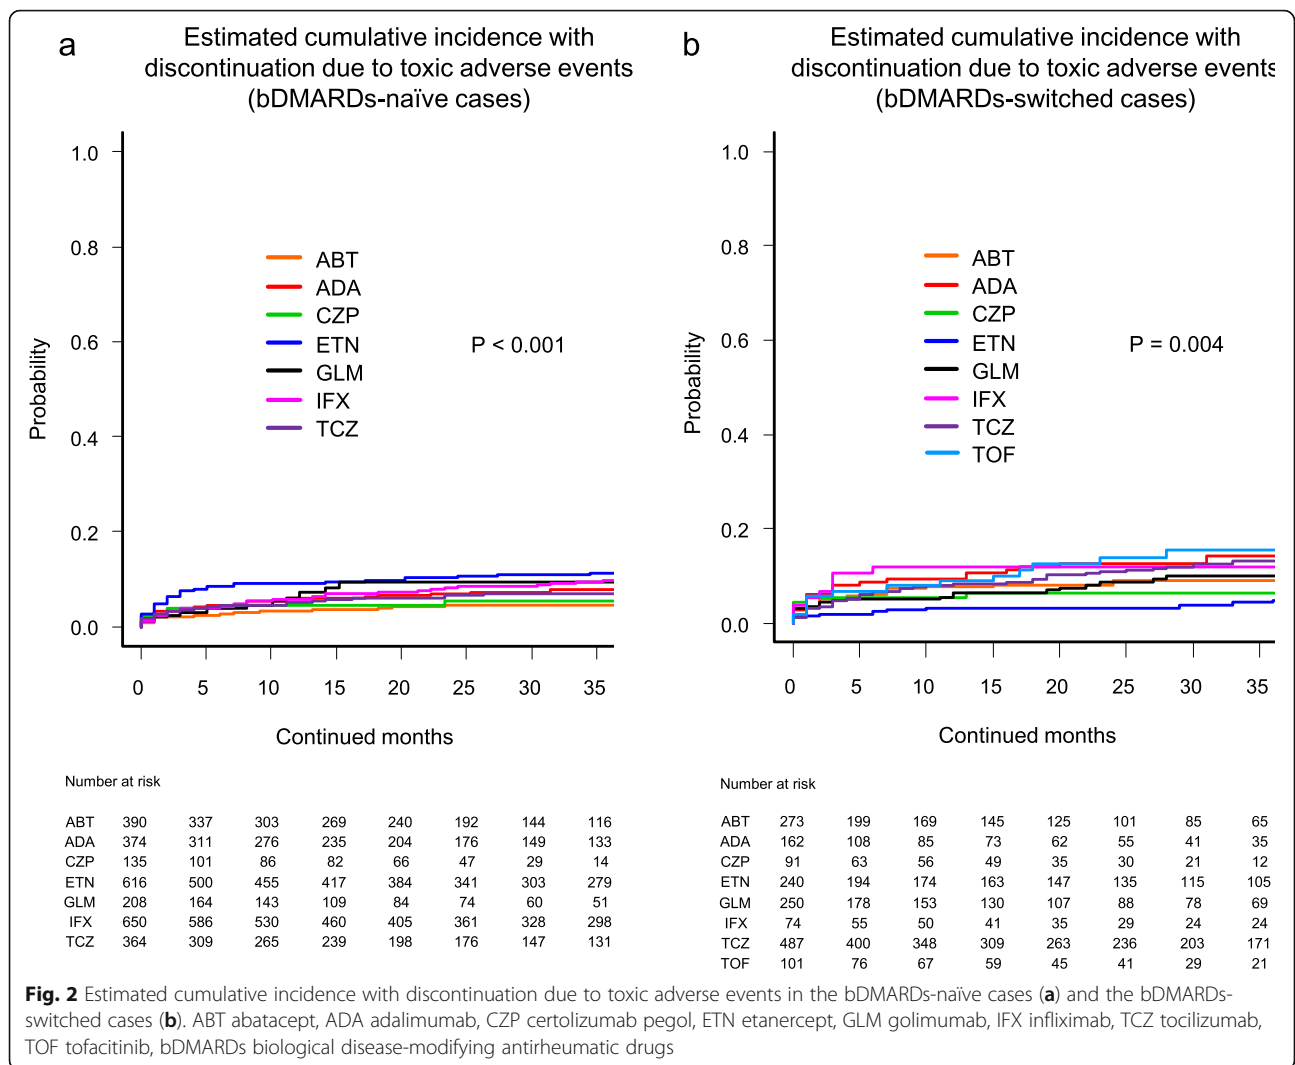 a
Estimated cumulative incidence with
discontinuation due to toxic adverse events
(bDMARDs-naïve cases)
1.0
0.8
0.6
0.4
0.2
0.0
Probability
ABT
ADA
CZP
ETN
GLM
IFX
TCZ
P < 0.001
0 5 10 15 20 25 30 35
Continued months
Number at risk
ABT 390 337 303 269 240 192 144 116
ADA 374 311 276 235 204 176 149 133
CZP 135 101 86 82 66 47 29 14
ETN 616 500 455 417 384 341 303 279
GLM 208 164 143 109 84 74 60 51
IFX 650 586 530 460 405 361 328 298
TCZ 364 309 265 239 198 176 147 131
b
Estimated cumulative incidence with
discontinuation due to toxic adverse events
(bDMARDs-switched cases)
1.0
0.8
0.6
0.4
0.2
0.0
Probability
ABT
ADA
CZP
ETN
GLM
IFX
TCZ
TOF
P = 0.004
0 5 10 15 20 25 30 35
Continued months
Number at risk
ABT 273 199 169 145 125 101 85 65
ADA 162 108 85 73 62 55 41 35
CZP 91 63 56 49 35 30 21 12
ETN 240 194 174 163 147 135 115 105
GLM 250 178 153 130 107 88 78 69
IFX 74 55 50 41 35 29 24 24
TCZ 487 400 348 309 263 236 203 171
TOF 101 76 67 59 45 41 29 21
Fig. 2 Estimated cumulative incidence with discontinuation due to toxic adverse events in the bDMARDs-naïve cases (a) and the bDMARDs-
switched cases (b). ABT abatacept, ADA adalimumab, CZP certolizumab pegol, ETN etanercept, GLM golimumab, IFX infliximab, TCZ tocilizumab,
TOF tofacitinib, bDMARDs biological disease-modifying antirheumatic drugs